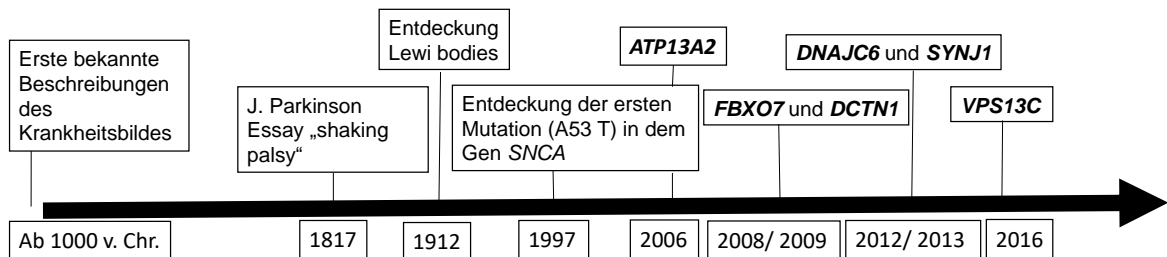 Erste bekannte
Beschreibungen
des
Krankheitsbildes
J. Parkinson
Essay „shaking
palsy“
Entdeckung
Lewi bodies
Entdeckung der ersten
Mutation (A53 T) in dem
Gen SNCA
ATP13A2
FBXO7 und DCTN1
DNAJC6 und SYNJ1
VPS13C
Ab 1000 v. Chr.
1817
1912
1997
2006
2008/ 2009
2012/ 2013
2016